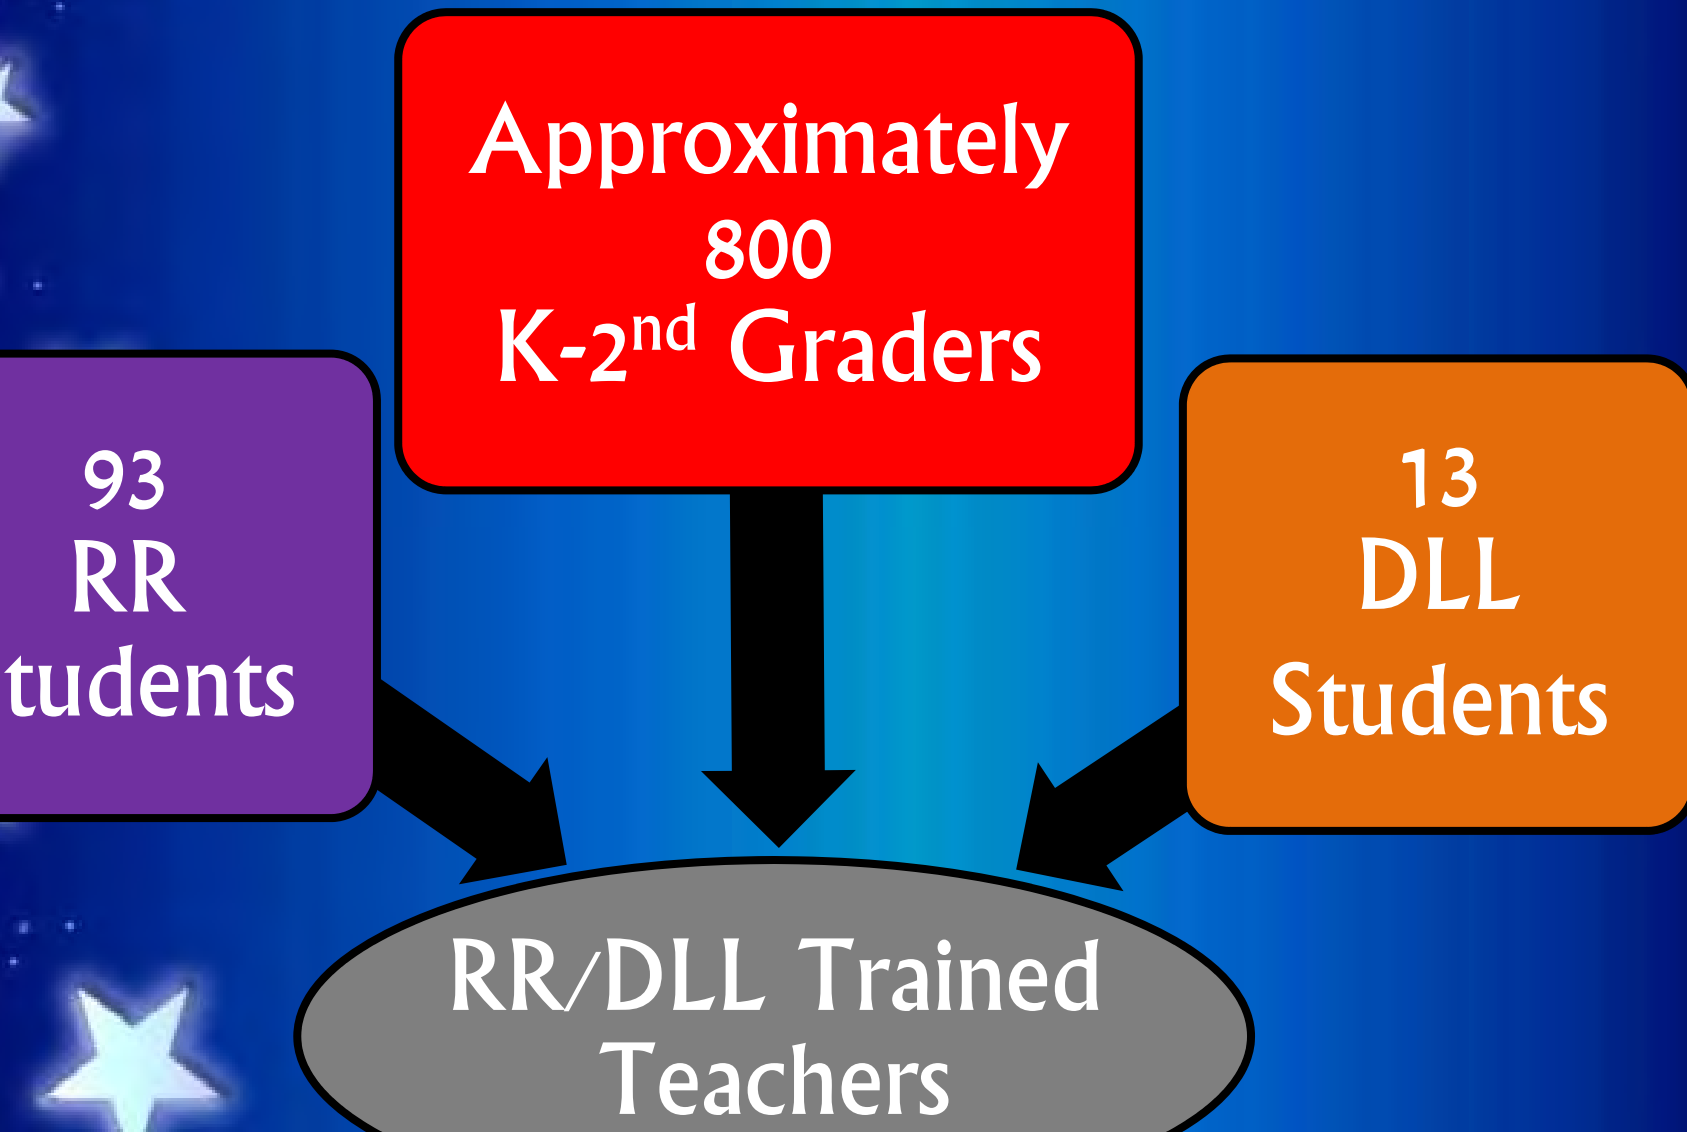 Approximately
800
K-2nd Graders
93
RR
tudents
13
DLL
Students
RR/DLL Trained
Teachers